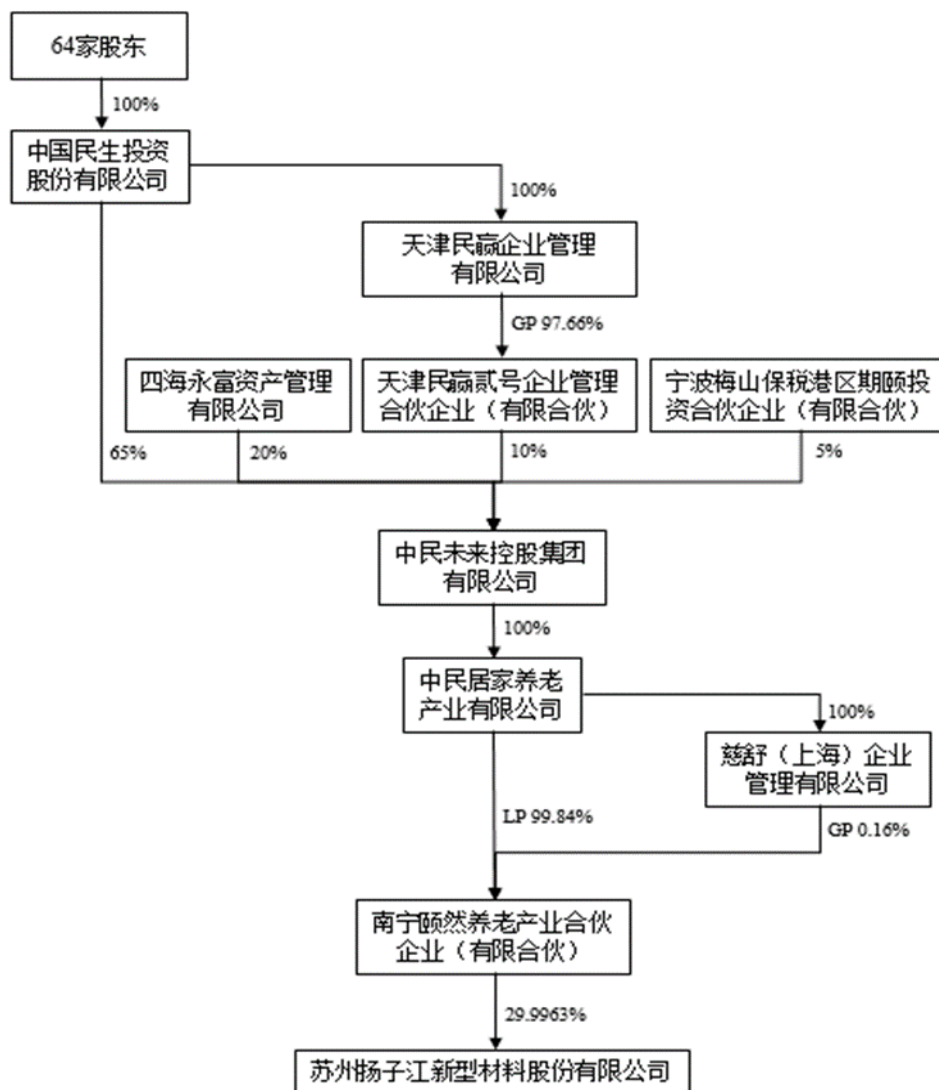 64家股东
100%
中国民生投资
股份有限公司
100%
天津民赢企业管理
有限公司
GP 97.66%
四海永富资产管理
有限公司
天津民赢贰号企业管理
合伙企业（有限合伙）
宁波梅山保税港区期颐投
资合伙企业（有限合伙）
65%
20%
10%
5%
中民未来控股集团
有限公司
100%
中民居家养老
产业有限公司
100%
慈舒（上海）企业
管理有限公司
LP 99.84%
GP 0.16%
南宁颐然养老产业合伙
企业（有限合伙）
29.9963%
苏州扬子江新型材料股份有限公司